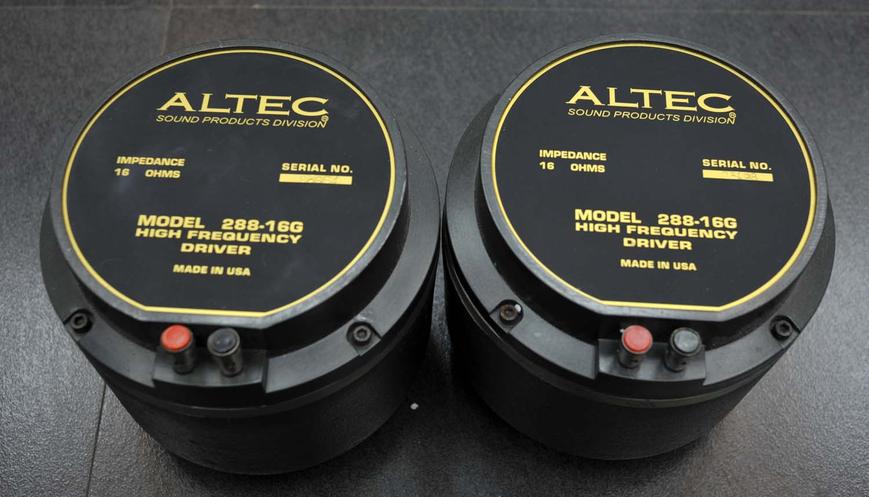 ALTEC
®
SOUND PRODUCTS DIVISION
IMPEDANCE
16 OHMS
SERIAL NO.
MODEL 288-16G
HIGH FREQUENCY
DRIVER
MADE IN USA
ALTEC
®
SOUND PRODUCTS DIVISION
IMPEDANCE
16 OHMS
SERIAL NO.
MODEL 288-16G
HIGH FREQUENCY
DRIVER
MADE IN USA